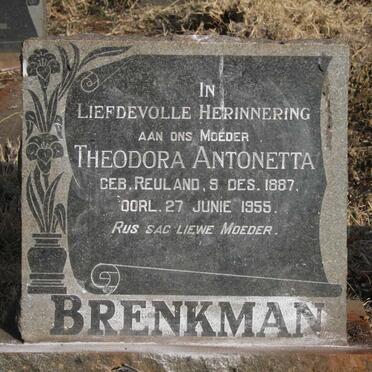 IN
LIEFDEVOLLE HERINNERING
AAN ONS MOEDER
THEODORA ANTONETTA
GEB. REULAND, 9 DES. 1887,
OORL. 27 JUNIE 1955.
RUS SAG LIEWE MOEDER.
BRENKMAN